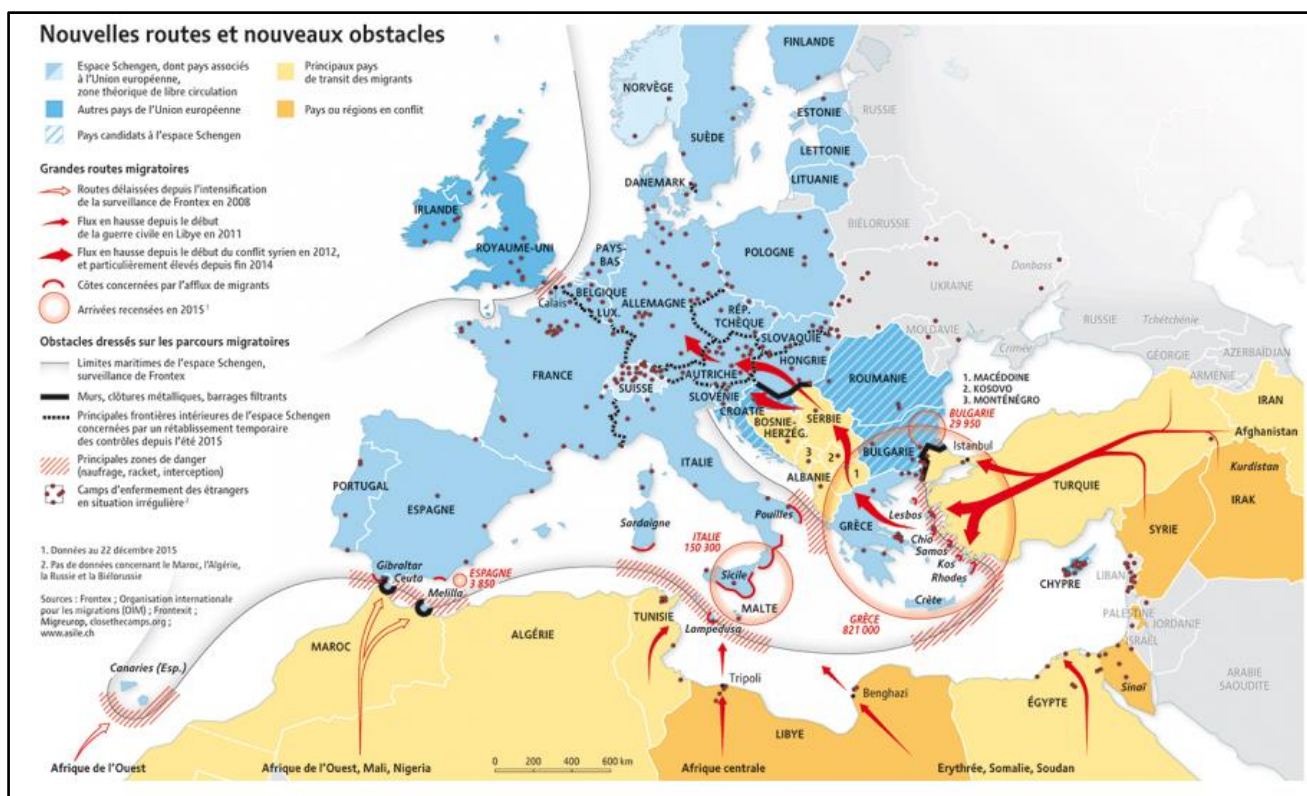 Nouvelles routes et nouveaux obstacles
Espace Schengen, dont pays associés
à l'Union européenne,
zone théorique de libre circulation
Autres pays de l'Union européenne
Pays candidats à l'espace Schengen
Principaux pays
de transit des migrants
Pays ou régions en conflit
Grandes routes migratoires
Routes délaissées depuis l'intensification
de la surveillance de Frontex en 2008
Flux en hausse depuis le début
de la guerre civile en Libye en 2011
Flux en hausse depuis le début du conflit syrien en 2012,
et particulièrement élevés depuis fin 2014
Côtes concernées par l'afflux de migrants
Arrivées recensées en 2015 1
Obstacles dressés sur les parcours migratoires
Limites maritimes de l'espace Schengen,
surveillance de Frontex
Murs, clôtures métalliques, barrages filtrants
Principales frontières intérieures de l'espace Schengen
concernées par un rétablissement temporaire
des contrôles depuis l'été 2015
Principales zones de danger
(naufrage, racket, interception)
Camps d'enfermement des étrangers
en situation irrégulière 2
1. Données au 22 décembre 2015
2. Pas de données concernant le Maroc, l'Algérie,
la Russie et la Biélorussie
Sources : Frontex ; Organisation internationale
pour les migrations (OIM) ; Frontexit ;
Migreurop, closethecamps.org ;
www.asile.ch
FINLANDE
NORVÈGE
SUÈDE
ESTONIE
RUSSIE
LETTONIE
LITUANIE
DANEMARK
IRLANDE
ROYAUME-UNI
PAYS-
BAS
POLOGNE
BIÉLORUSSIE
Calais
BELGIQUE
LUX.
ALLEMAGNE
RÉP.
TCHÈQUE
SLOVAQUIE
UKRAINE
Donbass
MOLDAVIE
Crimée
RUSSIE
Tchétchénie
GÉORGIE
AZERBAÏDJAN
ARMÉNIE
FRANCE
SUISSE
AUTRICHE
HONGRIE
SLOVÉNIE
CROATIE
ROUMANIE
BOSNIE-
HERZÉG.
SERBIE
1. MACÉDOINE
2. KOSOVO
3. MONTÉNÉGRO
BULGARIE
29 950
BULGARIE
Istanbul
IRAN
Afghanistan
Kurdistan
TURQUIE
ITALIE
ALBANIE
3
2
1
PORTUGAL
ESPAGNE
Sardaigne
Pouilles
GRÈCE
Lesbos
Chio
Samos
Kos
Rhodes
Crète
SYRIE
IRAK
CHYPRE
LIBAN
PALESTINE
ISRAËL
JORDANIE
ARABIE
SAOUDITE
Gibraltar
Ceuta
Melilla
ESPAGNE
3 850
ITALIE
150 300
Sicile
MALTE
Lampedusa
GRÈCE
821 000
MAROC
ALGÉRIE
TUNISIE
Tripoli
Benghazi
LIBYE
ÉGYPTE
Sinaï
Canaries (Esp.)
Afrique de l'Ouest
Afrique de l'Ouest, Mali, Nigeria
0 200 400 600 km
Afrique centrale
Erythrée, Somalie, Soudan